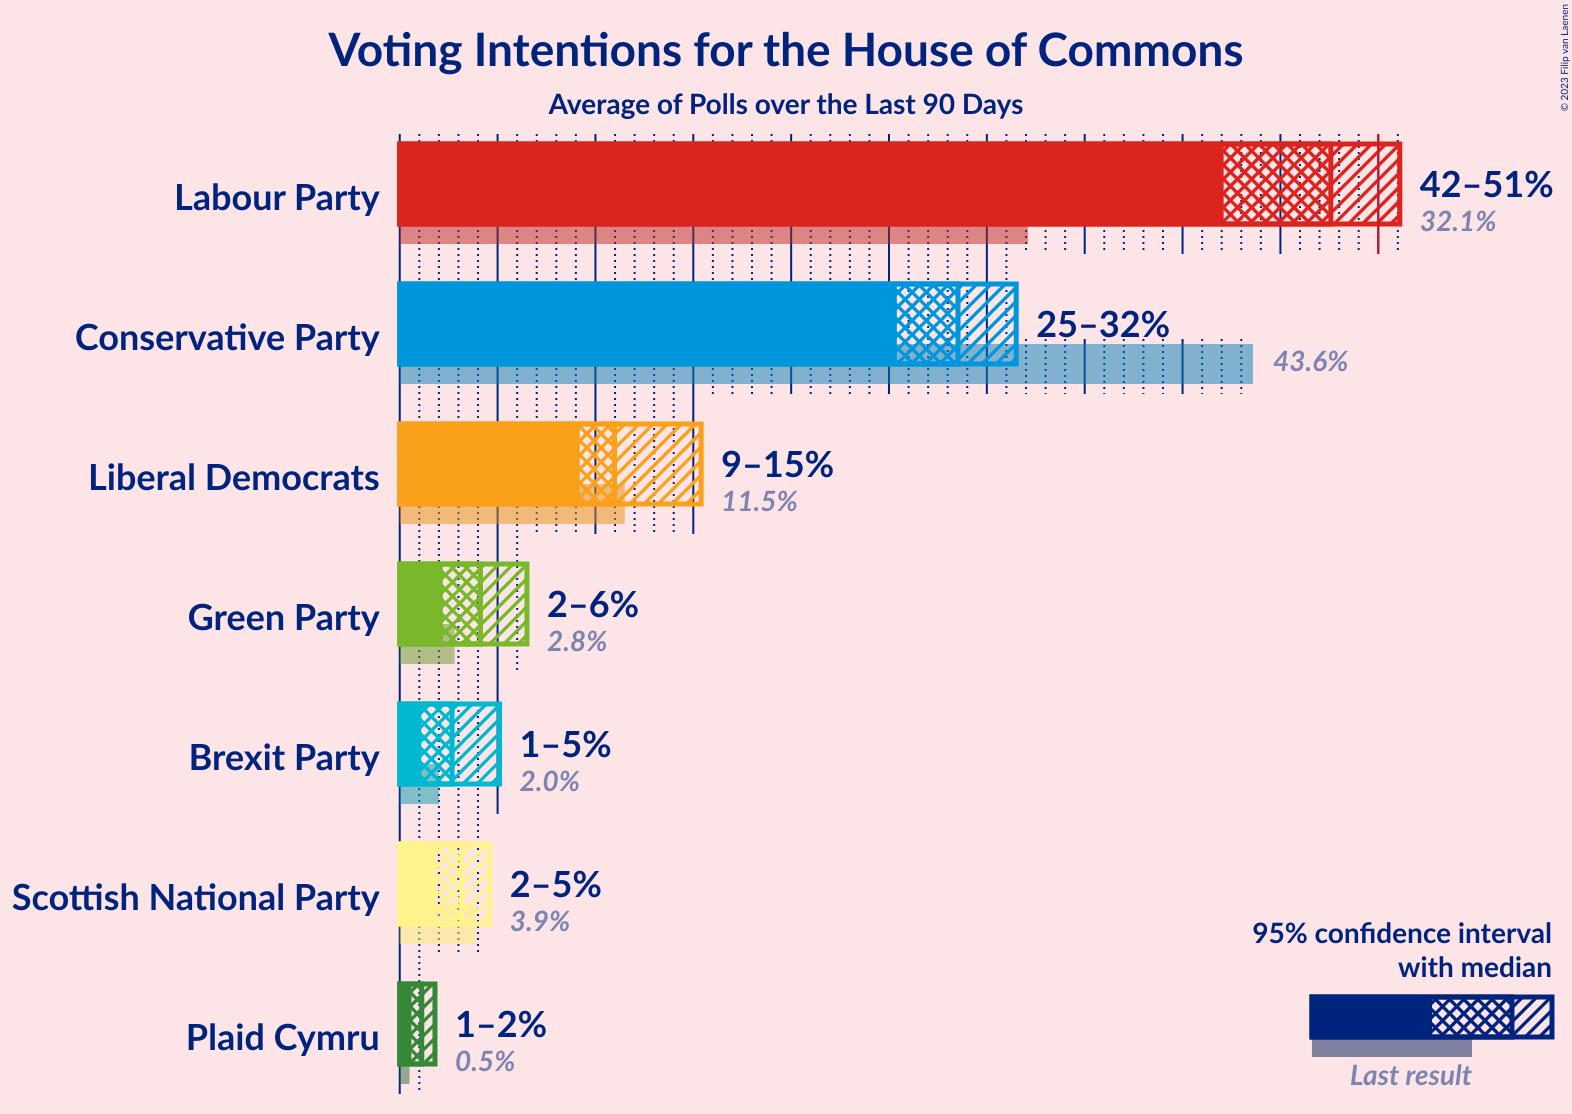 Voting Intentions for the House of Commons
Average of Polls over the Last 90 Days
© 2023 Filip van Laenen
Labour Party
42–51%
32.1%
Conservative Party
25–32%
43.6%
Liberal Democrats
9–15%
11.5%
Green Party
2–6%
2.8%
Brexit Party
1–5%
2.0%
Scottish National Party
2–5%
3.9%
Plaid Cymru
1–2%
0.5%
95% confidence interval
with median
Last result